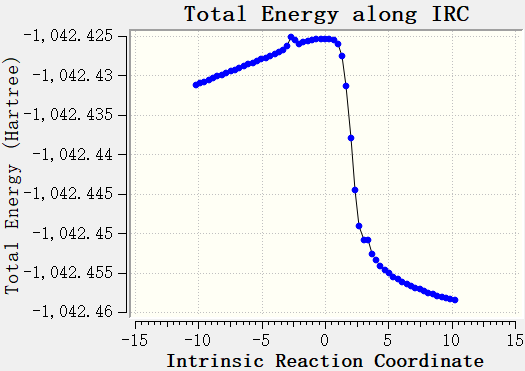 Total Energy along IRC
Total Energy (Hartree)
-1,042.425
-1,042.43
-1,042.435
-1,042.44
-1,042.445
-1,042.45
-1,042.455
-1,042.46
-15 -10 -5 0 5 10 15
Intrinsic Reaction Coordinate